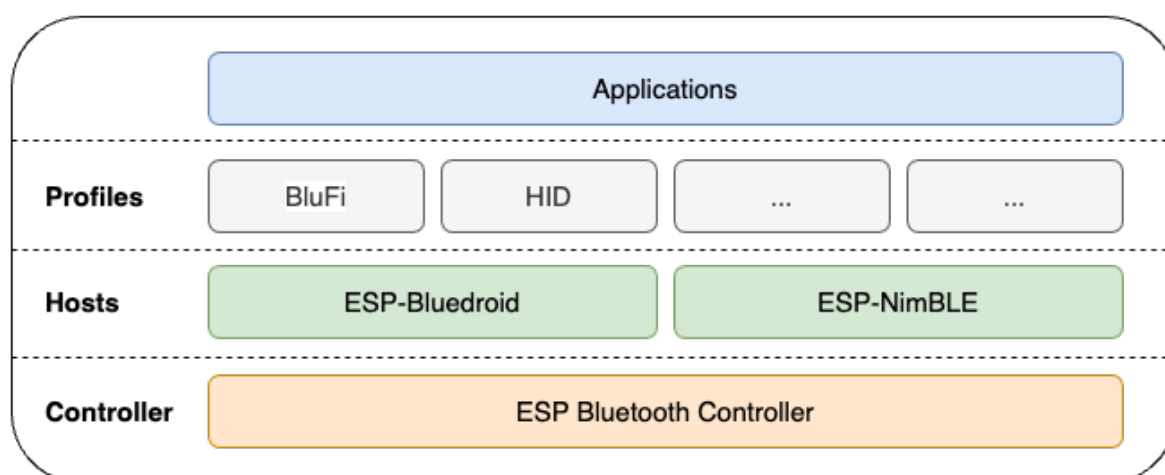 Applications
Profiles BluFi HID ... ...
Hosts ESP-Bluedroid ESP-NimBLE
Controller ESP Bluetooth Controller